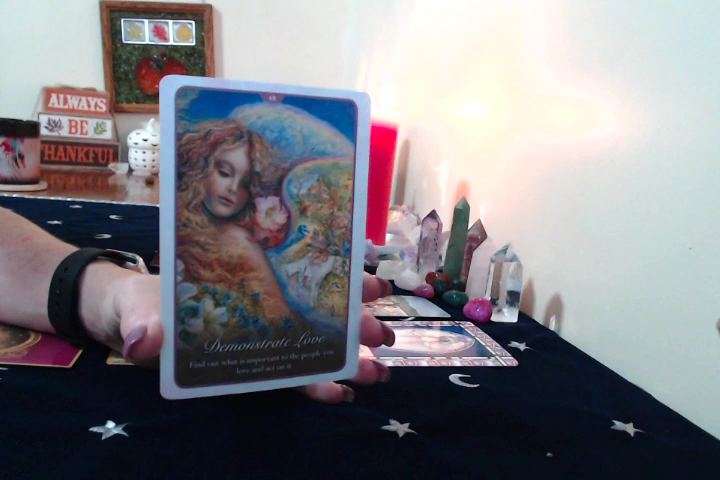 ALWAYS
BE
THANKFUL
Demonstrate Love
Find out what is important to the people you
love and act on it.